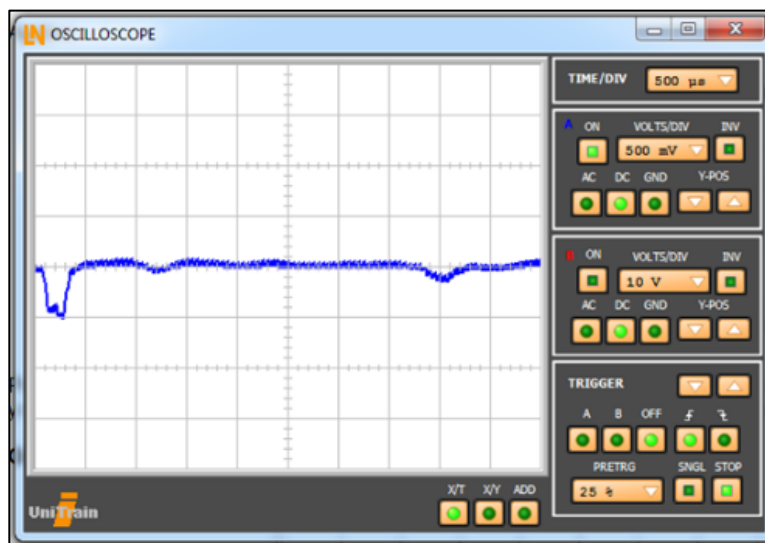 LN OSCILLOSCOPE
TIME/DIV 500 µs
A ON VOLTS/DIV INV
500 mV
AC DC GND Y-POS
B ON VOLTS/DIV INV
10 V
AC DC GND Y-POS
TRIGGER
A B OFF
PRETRG SNGL STOP
25 %
X/T X/Y ADD
UniTrain